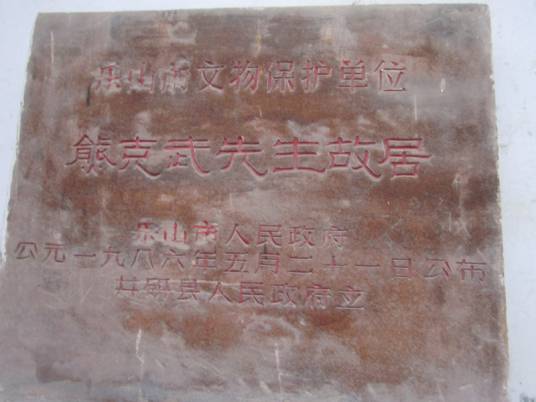 乐山市文物保护单位
熊克武先生故居
乐山市人民政府
公元一九八六年五月二十一日公布
井研县人民政府立